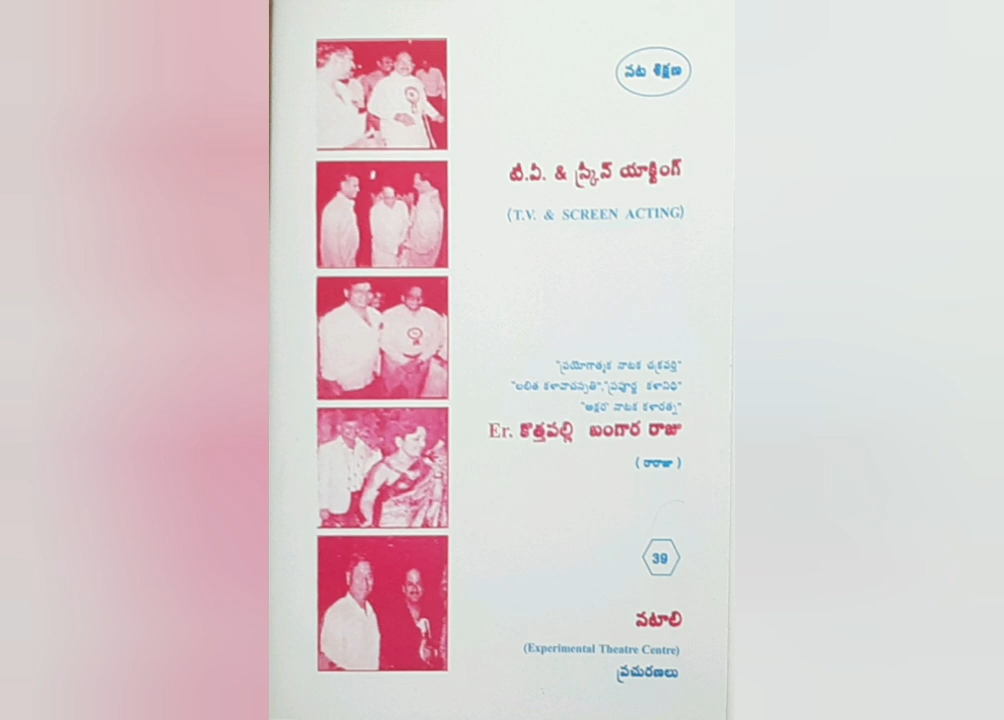 నట శిక్షణ
టి.వి. & స్క్రీన్ యాక్టింగ్
(T.V. & SCREEN ACTING)
"ప్రయోగాత్మక నాటక చక్రవర్తి"
"లలిత కళావాచస్పతి","ప్రపూర్ణ కళానిధి"
"అక్షర నాటక కళారత్న"
Er. కొత్తపల్లి బంగార రాజు
( రారాజు )
39
నటాలి
(Experimental Theatre Centre)
ప్రచురణలు